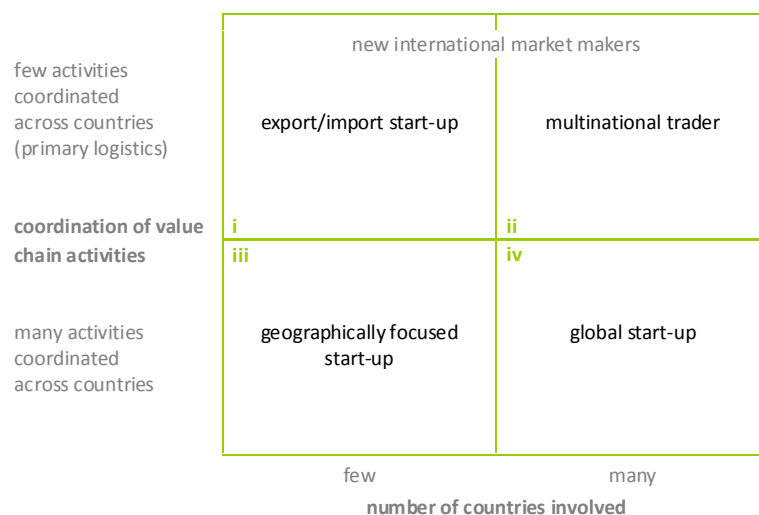 new international market makers
few activities
coordinated
across countries
(primary logistics)
export/import start-up
multinational trader
coordination of value
chain activities
i
ii
iii
iv
many activities
coordinated
across countries
geographically focused
start-up
global start-up
few
many
number of countries involved